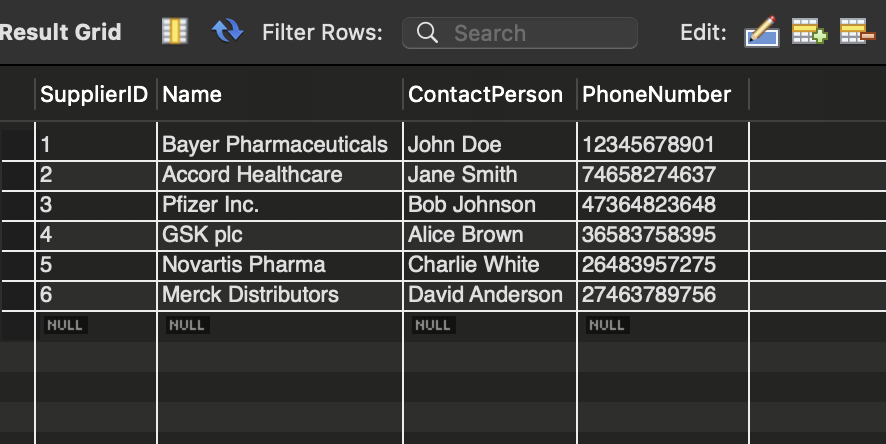 Result Grid Filter Rows: Search Edit:
SupplierID Name ContactPerson PhoneNumber
1 Bayer Pharmaceuticals John Doe 12345678901
2 Accord Healthcare Jane Smith 74658274637
3 Pfizer Inc. Bob Johnson 47364823648
4 GSK plc Alice Brown 36583758395
5 Novartis Pharma Charlie White 26483957275
6 Merck Distributors David Anderson 27463789756
NULL NULL NULL NULL